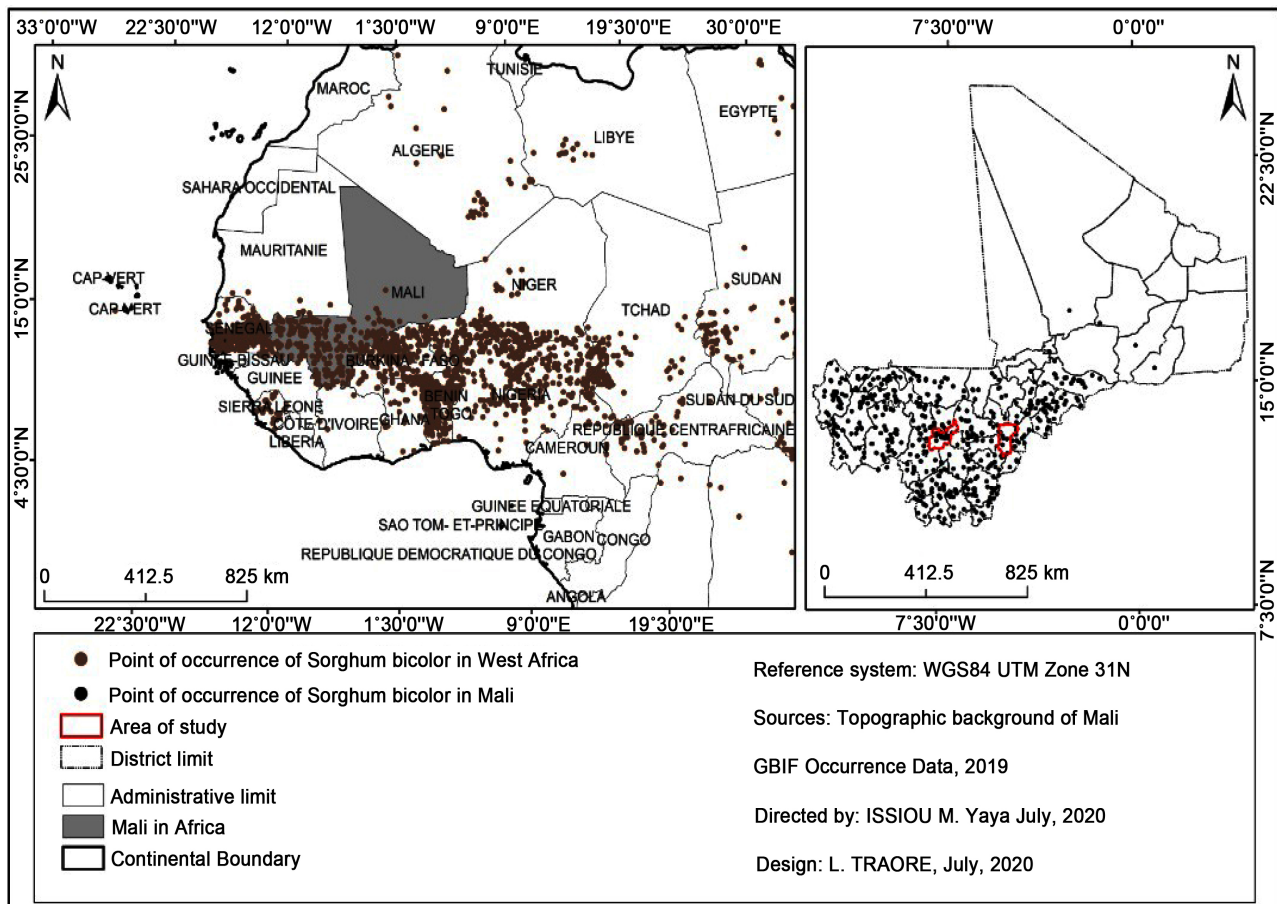 33°0'0"W 22°30'0"W 12°00'0"W 1°30'0"W 9°00'0"E 19°30'0"E 30°00'0"E
7°30'0"W 0°0'0"
N
N
25°30'0"N
15°0'0"N
4°30'0"N
22°30'0"N
15°0'0"N
7°30'0"N
TUNISIE
MAROC
EGYPTE
LIBYE
ALGERIE
SAHARA OCCIDENTAL
MAURITANIE
CAP-VERT
MALI
NIGER
SUDAN
CAP-VERT
TCHAD
SENEGAL
GUINEE-BISSAU
BURKINA FASO
GUINEE
BENIN
NIGERIA
SUDAN DU SUD
SIERRA LEONE
TOGO
COTE D'IVOIRE
GHANA
REPUBLIQUE CENTRAFRICAINE
LIBERIA
CAMEROUN
GUINEE EQUATORIALE
SAO TOM- ET-PRINCIPE
GABON
CONGO
REPUBLIQUE DEMOCRATIQUE DU CONGO
ANGOLA
0 412.5 825 km
0 412.5 825 km
22°30'0"W 12°00'0"W 1°30'0"W 9°00'0"E 19°30'0"E
7°30'0"W 0°0'0"
Point of occurrence of Sorghum bicolor in West Africa
Point of occurrence of Sorghum bicolor in Mali
Area of study
District limit
Administrative limit
Mali in Africa
Continental Boundary
Reference system: WGS84 UTM Zone 31N
Sources: Topographic background of Mali
GBIF Occurrence Data, 2019
Directed by: ISSIOU M. Yaya July, 2020
Design: L. TRAORE, July, 2020